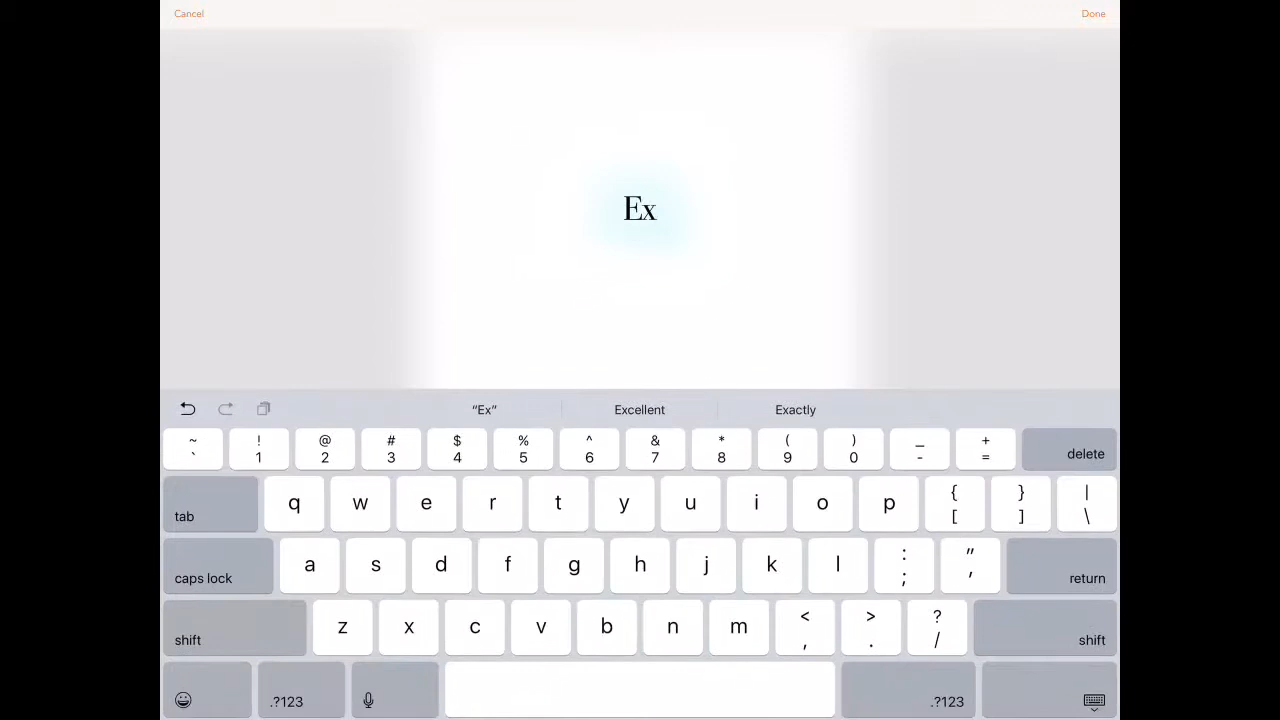 Cancel Done
Ex
“Ex” Excellent Exactly
~ ! @ # $ % ^ & * ( ) _ +
` 1 2 3 4 5 6 7 8 9 0 - = delete
tab q w e r t y u i o p { [ } ] | \
caps lock a s d f g h j k l : ; " ' return
shift z x c v b n m < , > . ? / shift
.?123 .?123